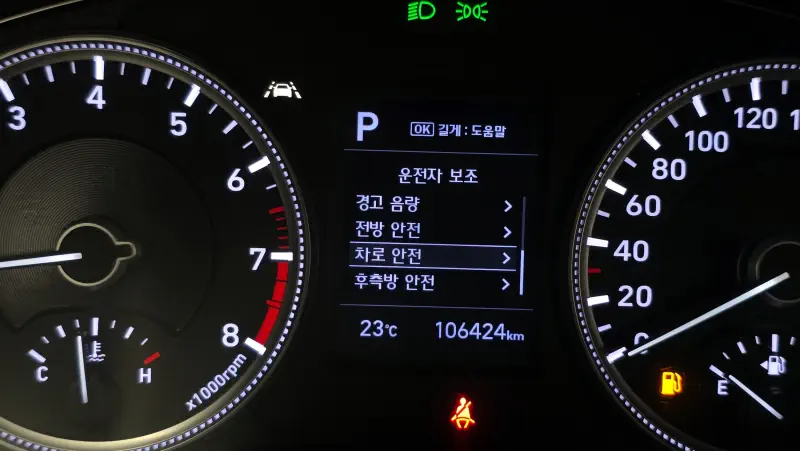 3
4
5
6
7
8
x1000rpm
C
H
P
OK 길게 : 도움말
운전자 보조
경고 음량 >
전방 안전 >
차로 안전 >
후측방 안전 >
23℃ 106424km
120
100
80
60
40
20
0
E